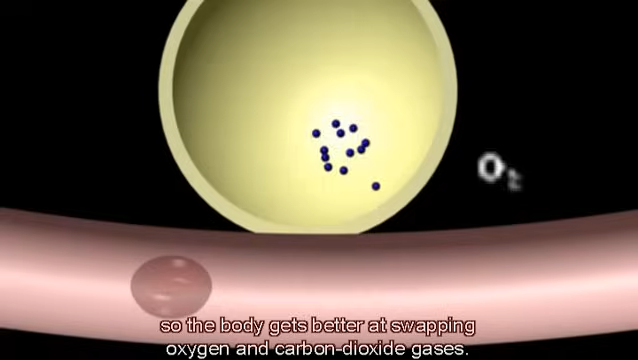 O₂
so the body gets better at swapping
oxygen and carbon-dioxide gases.